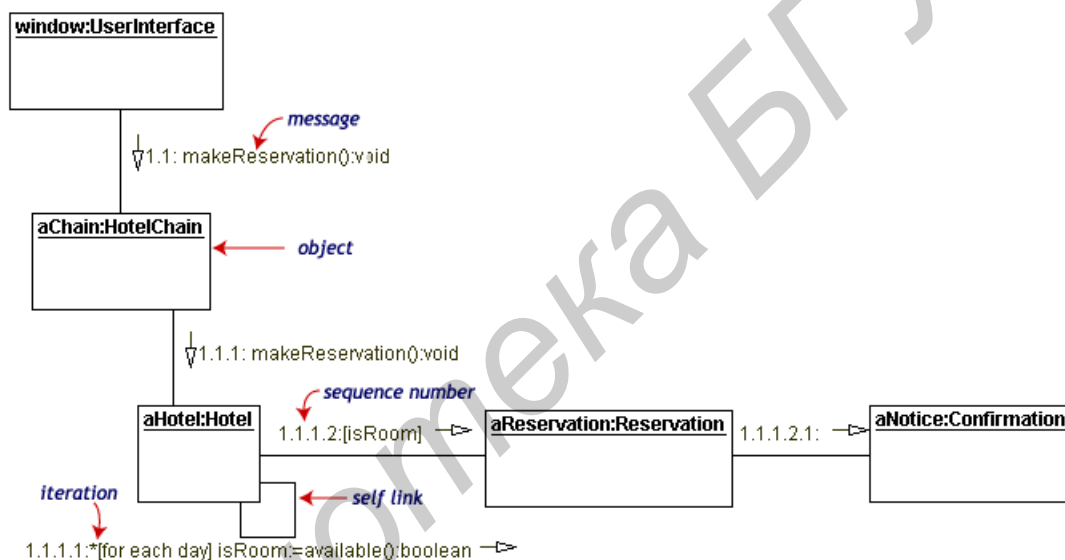 window:UserInterface
message
1.1: makeReservation():void
aChain:HotelChain
object
1.1.1: makeReservation():void
sequence number
aHotel:Hotel
1.1.1.2:[isRoom]
aReservation:Reservation
1.1.1.2.1:
aNotice:Confirmation
iteration
self link
1.1.1.1:*[for each day] isRoom:=available():boolean